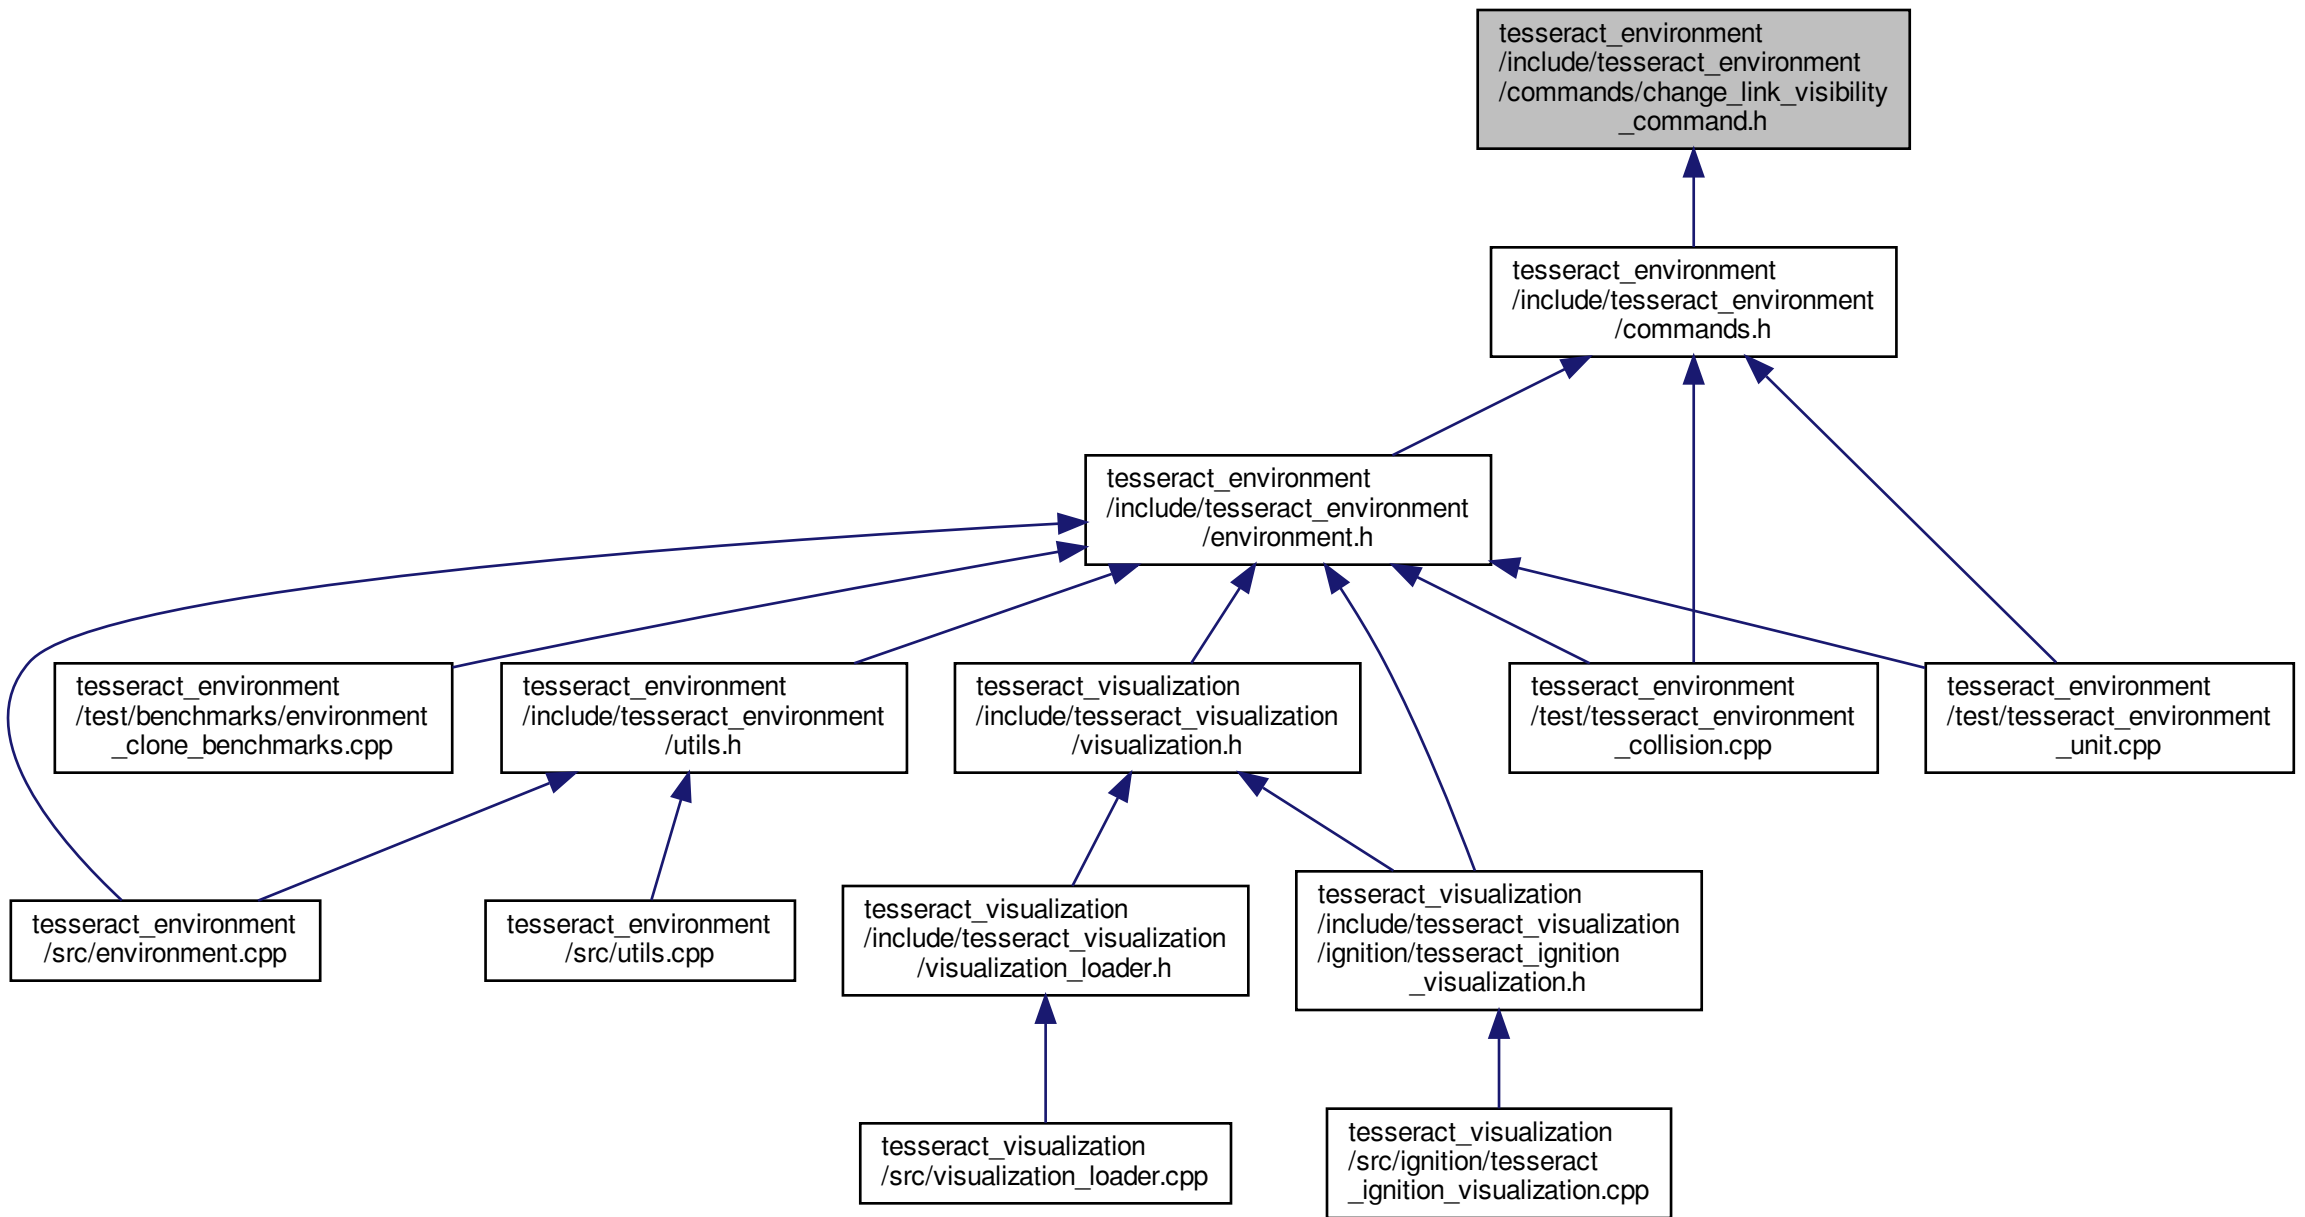 tesseract_environment
/include/tesseract_environment
/commands/change_link_visibility
_command.h
tesseract_environment
/include/tesseract_environment
/commands.h
tesseract_environment
/include/tesseract_environment
/environment.h
tesseract_environment
/test/benchmarks/environment
_clone_benchmarks.cpp
tesseract_environment
/include/tesseract_environment
/utils.h
tesseract_visualization
/include/tesseract_visualization
/visualization.h
tesseract_environment
/test/tesseract_environment
_collision.cpp
tesseract_environment
/test/tesseract_environment
_unit.cpp
tesseract_environment
/src/environment.cpp
tesseract_environment
/src/utils.cpp
tesseract_visualization
/include/tesseract_visualization
/visualization_loader.h
tesseract_visualization
/include/tesseract_visualization
/ignition/tesseract_ignition
_visualization.h
tesseract_visualization
/src/visualization_loader.cpp
tesseract_visualization
/src/ignition/tesseract
_ignition_visualization.cpp